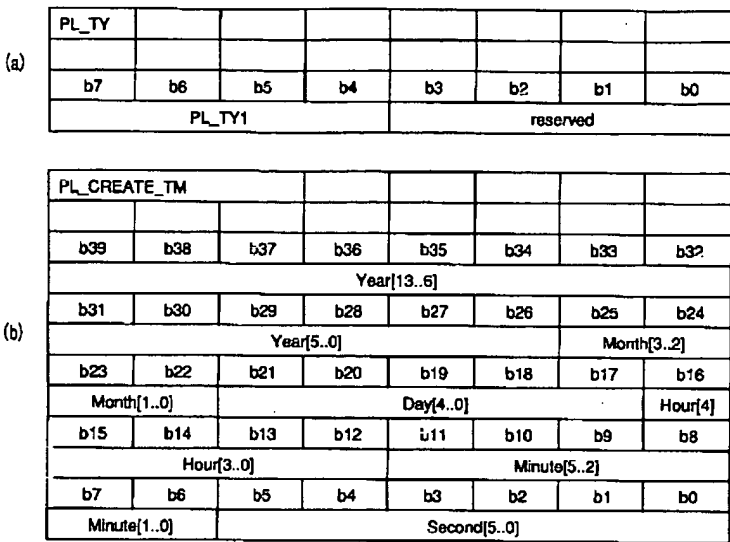 (a)
PL_TY
b7 b6 b5 b4 b3 b2 b1 b0
PL_TY1 reserved
(b)
PL_CREATE_TM
b39 b38 b37 b36 b35 b34 b33 b32
Year[13..6]
b31 b30 b29 b28 b27 b26 b25 b24
Year[5..0] Month[3..2]
b23 b22 b21 b20 b19 b18 b17 b16
Month[1..0] Day[4..0] Hour[4]
b15 b14 b13 b12 b11 b10 b9 b8
Hour[3..0] Minute[5..2]
b7 b6 b5 b4 b3 b2 b1 b0
Minute[1..0] Second[5..0]